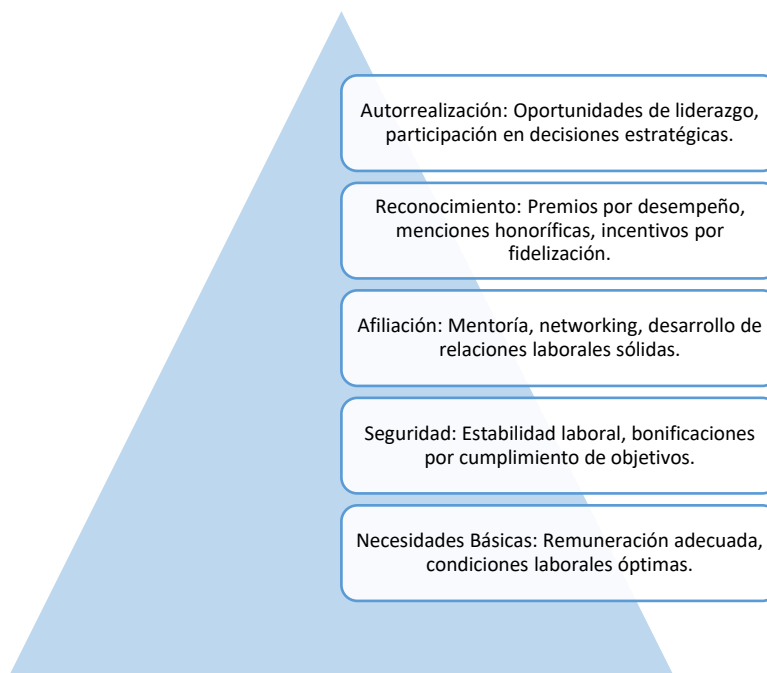 Autorrealización: Oportunidades de liderazgo,
participación en decisiones estratégicas.
Reconocimiento: Premios por desempeño,
menciones honoríficas, incentivos por
fidelización.
Afiliación: Mentoría, networking, desarrollo de
relaciones laborales sólidas.
Seguridad: Estabilidad laboral, bonificaciones
por cumplimiento de objetivos.
Necesidades Básicas: Remuneración adecuada,
condiciones laborales óptimas.